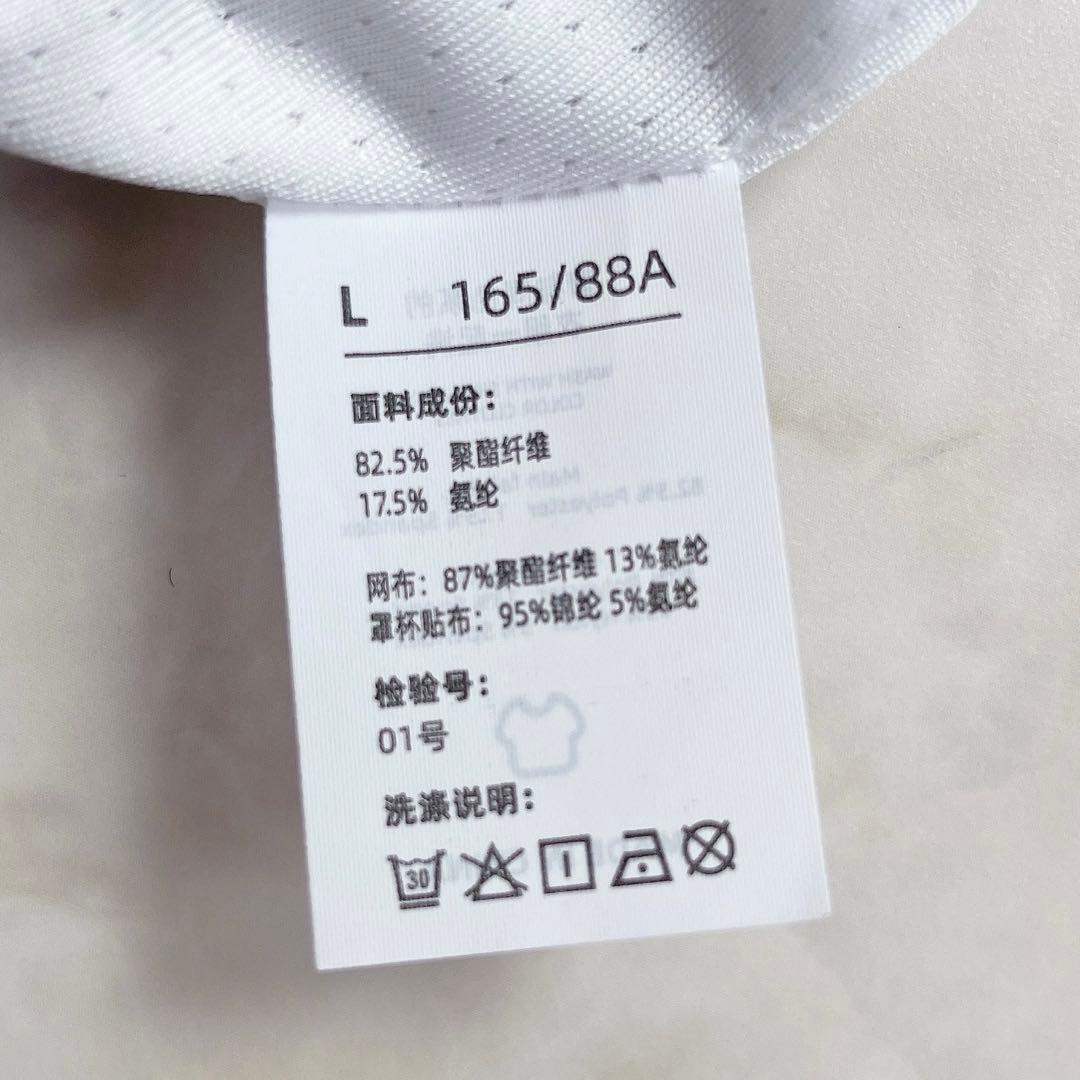 L 165/88A
面料成份：
82.5% 聚酯纤维
17.5% 氨纶
网布：87%聚酯纤维 13%氨纶
罩杯贴布：95%锦纶 5%氨纶
检验号：
01号
洗涤说明：
30